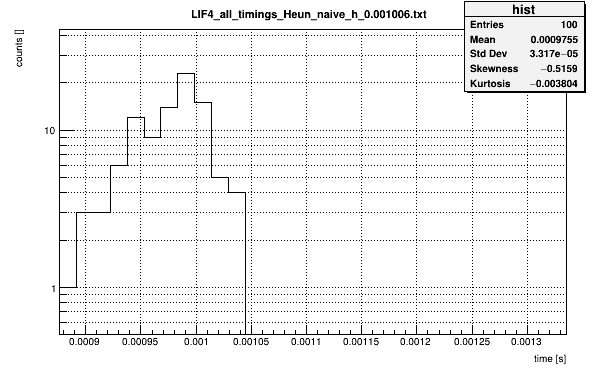 LIF4_all_timings_Heun_naive_h_0.001006.txt
hist
Entries 100
Mean 0.0009755
Std Dev 3.317e−05
Skewness −0.5159
Kurtosis −0.003804
counts []
10
1
0.0009 0.00095 0.001 0.00105 0.0011 0.00115 0.0012 0.00125 0.0013
time [s]